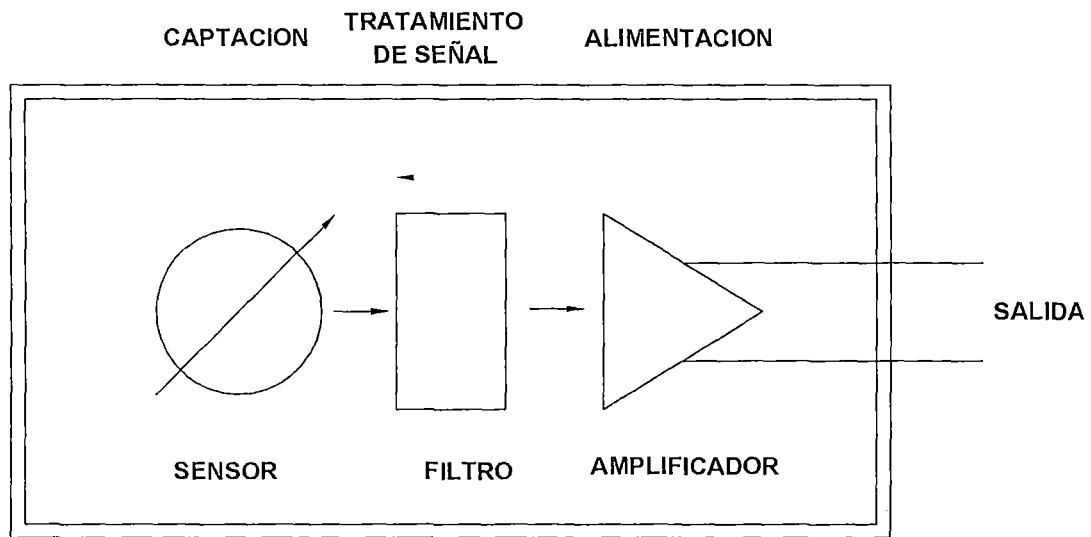 CAPTACION
TRATAMIENTO
DE SEÑAL
ALIMENTACION
SALIDA
SENSOR
FILTRO
AMPLIFICADOR